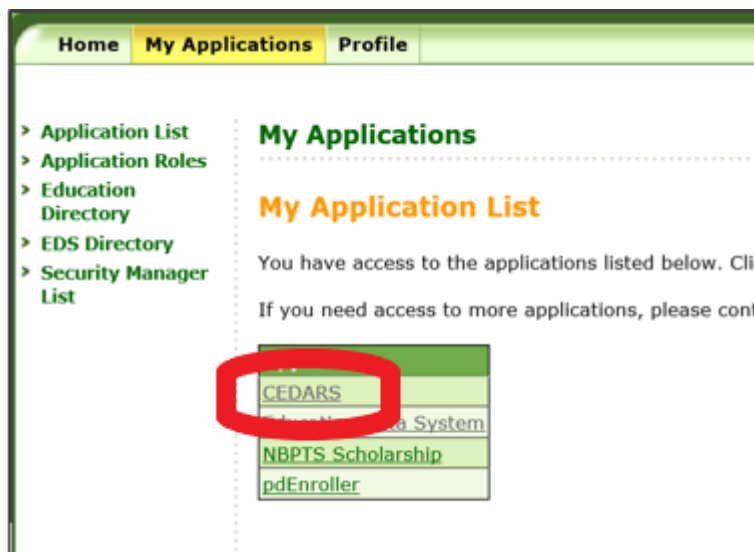 Home My Applications Profile
Application List
Application Roles
Education
Directory
EDS Directory
Security Manager
List
My Applications
My Application List
You have access to the applications listed below. Cli
If you need access to more applications, please cont
CEDARS
System
NBPTS Scholarship
pdEnroller